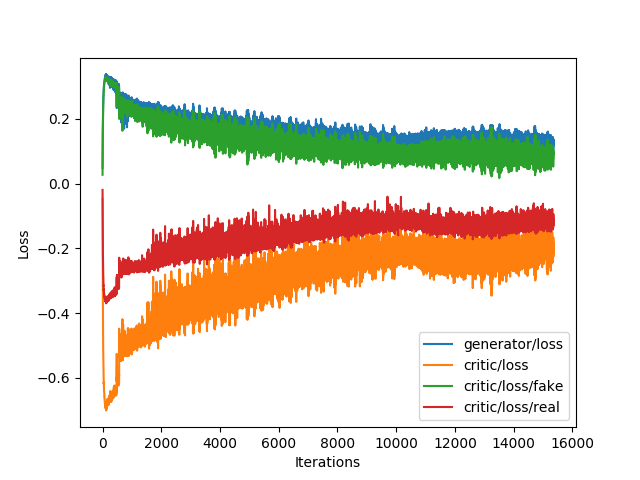 0.2
0.0
−0.2
−0.4
−0.6
Loss
generator/loss
critic/loss
critic/loss/fake
critic/loss/real
0 2000 4000 6000 8000 10000 12000 14000 16000
Iterations